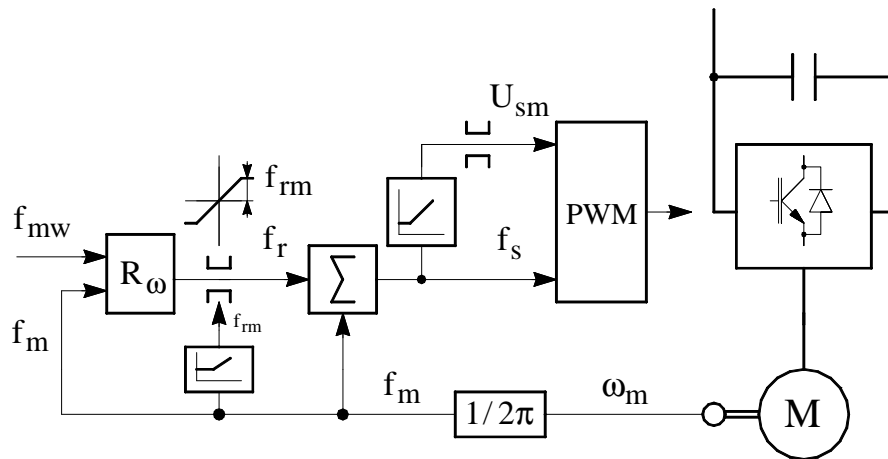 U_sm
f_rm
f_mw
f_r
f_s
PWM
R_ω
Σ
f_m
f_rm
f_m
1/2π
ω_m
M